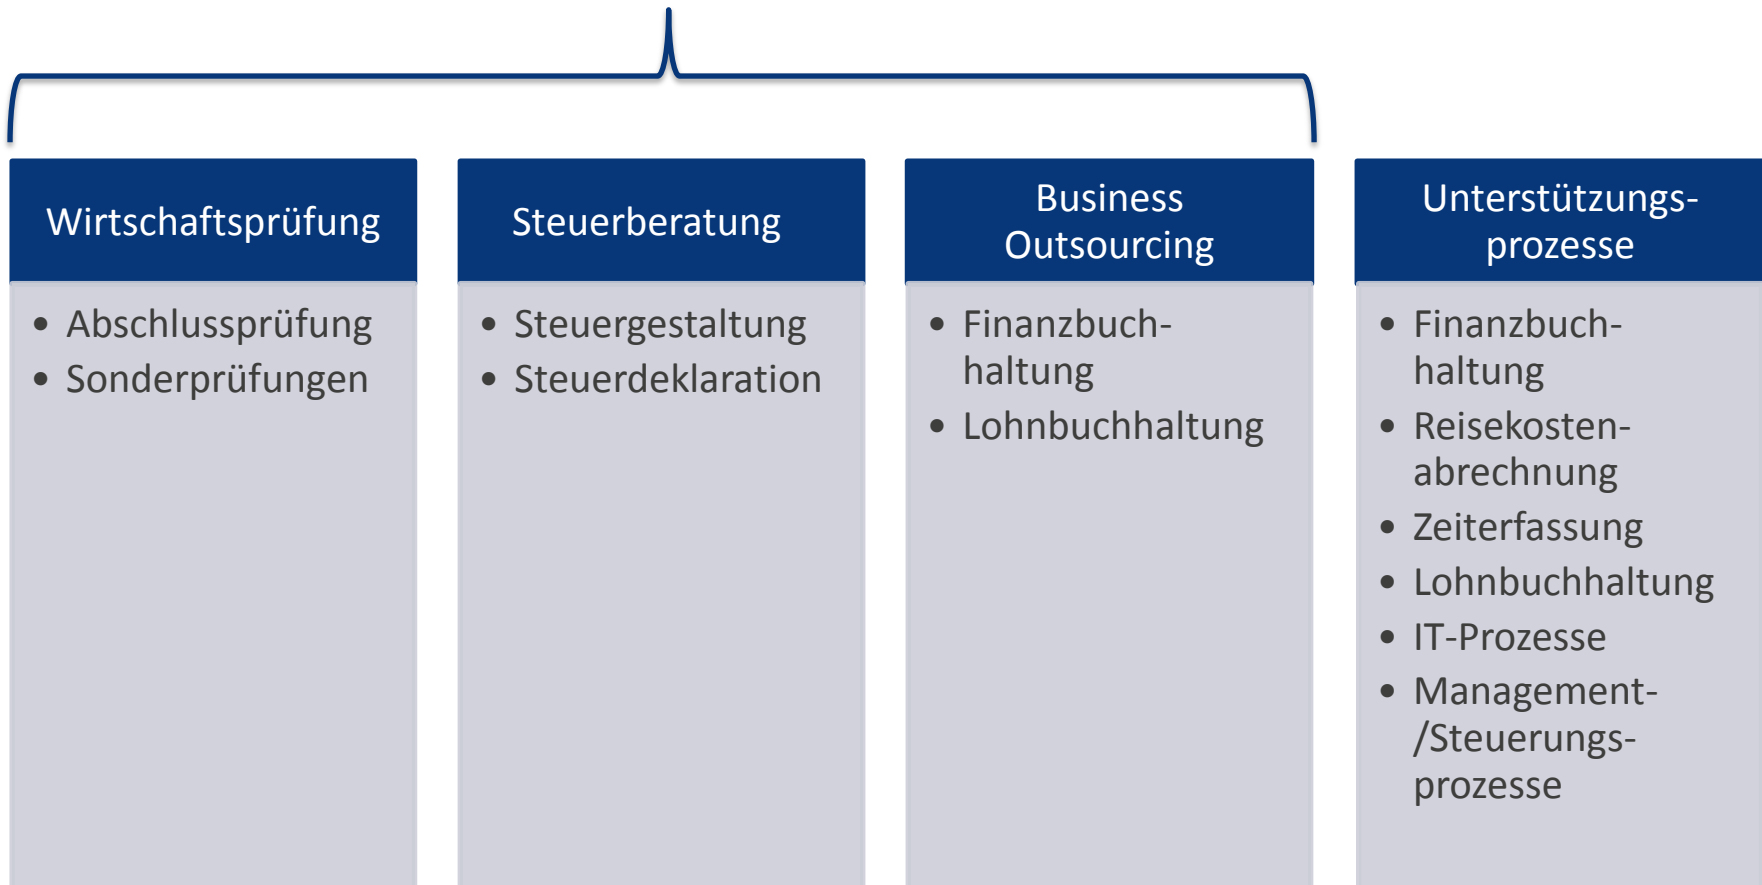 Wirtschaftsprüfung
• Abschlussprüfung
• Sonderprüfungen
Steuerberatung
• Steuergestaltung
• Steuerdeklaration
Business
Outsourcing
• Finanzbuch-
haltung
• Lohnbuchhaltung
Unterstützungs-
prozesse
• Finanzbuch-
haltung
• Reisekosten-
abrechnung
• Zeiterfassung
• Lohnbuchhaltung
• IT-Prozesse
• Management-
/Steuerungs-
prozesse